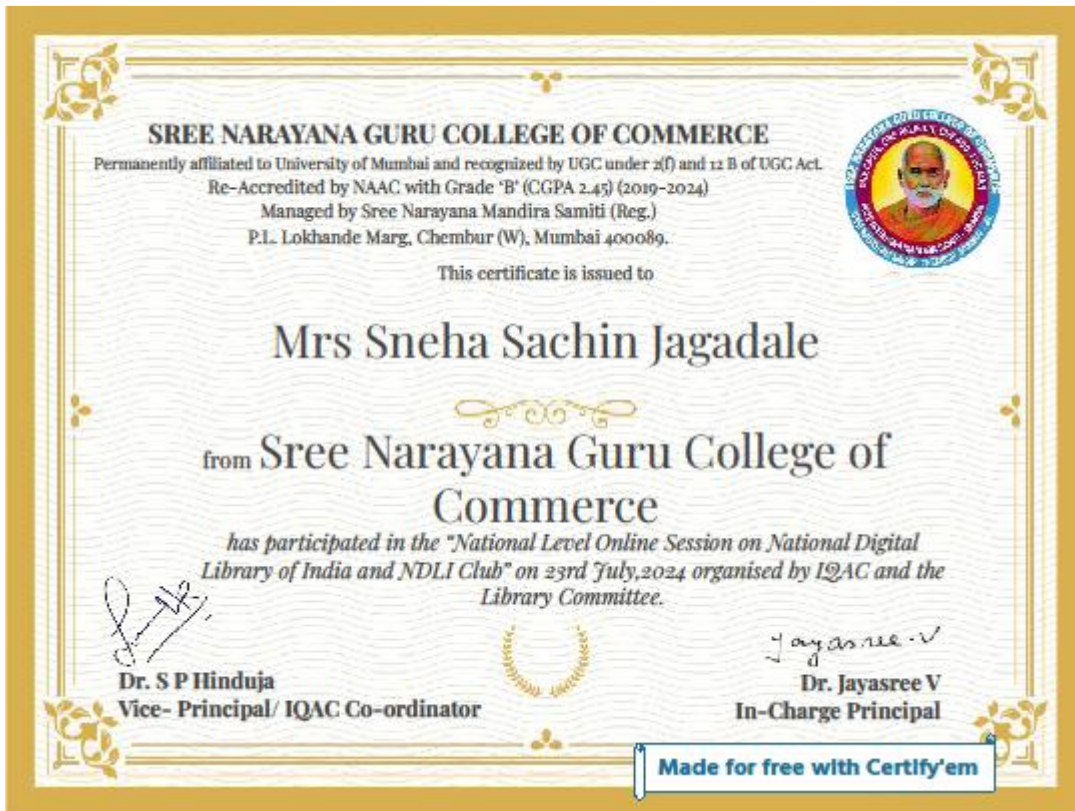 SREE NARAYANA GURU COLLEGE OF COMMERCE
Permanently affiliated to University of Mumbai and recognized by UGC under 2(f) and 12 B of UGC Act.
Re-Accredited by NAAC with Grade ‘B’ (CGPA 2.45) (2019-2024)
Managed by Sree Narayana Mandira Samiti (Reg.)
P.L. Lokhande Marg, Chembur (W), Mumbai 400089.
This certificate is issued to
Mrs Sneha Sachin Jagadale
from Sree Narayana Guru College of
Commerce
has participated in the "National Level Online Session on National Digital
Library of India and NDLI Club" on 23rd July,2024 organised by IQAC and the
Library Committee.
Jayasree.V
Dr. S P Hinduja
Vice- Principal/ IQAC Co-ordinator
Dr. Jayasree V
In-Charge Principal
Made for free with Certify'em